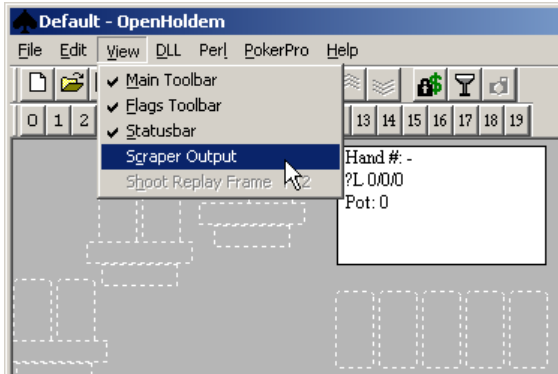 Default - OpenHoldem
File Edit View DLL Perl PokerPro Help
Main Toolbar
0 1 2 13 14 15 16 17 18 19
Flags Toolbar
Statusbar
Scraper Output
Shoot Replay Frame
Hand #: -
?L 0/0/0
Pot: 0